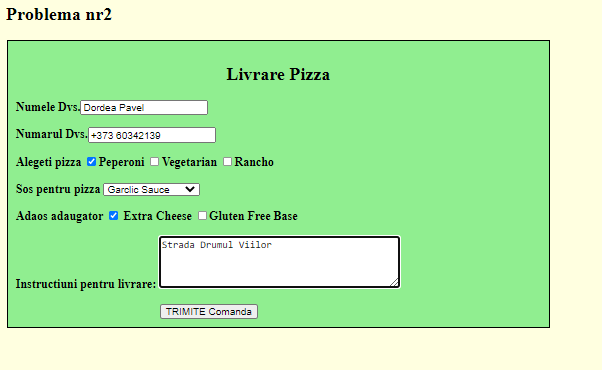 Problema nr2
Livrare Pizza
Numele Dvs. Dordea Pavel
Numarul Dvs. +373 60342139
Alegeti pizza Peperoni Vegetarian Rancho
Sos pentru pizza Garclic Sauce
Adaos adaugator Extra Cheese Gluten Free Base
Strada Drumul Viilor
Instructiuni pentru livrare:
TRIMITE Comanda